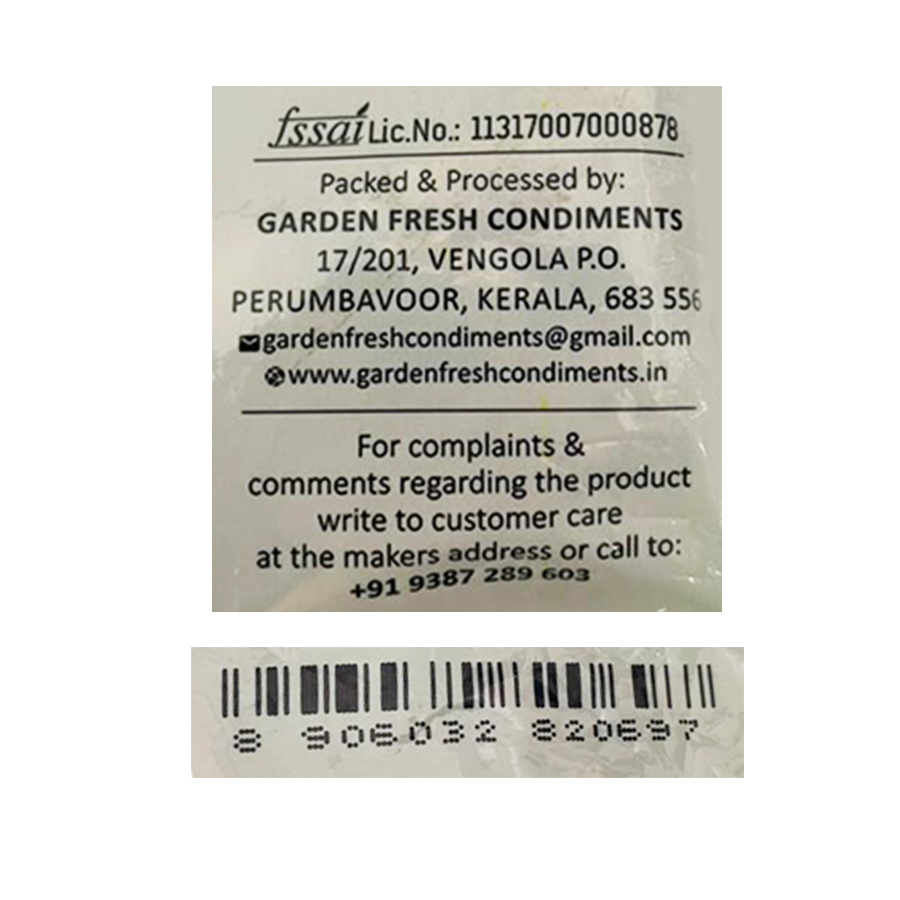 fssai Lic.No.: 11317007000878
Packed & Processed by:
GARDEN FRESH CONDIMENTS
17/201, VENGOLA P.O.
PERUMBAVOOR, KERALA, 683 556
gardenfreshcondiments@gmail.com
www.gardenfreshcondiments.in
For complaints &
comments regarding the product
write to customer care
at the makers address or call to:
+91 9387 289 603
8 906032 820697